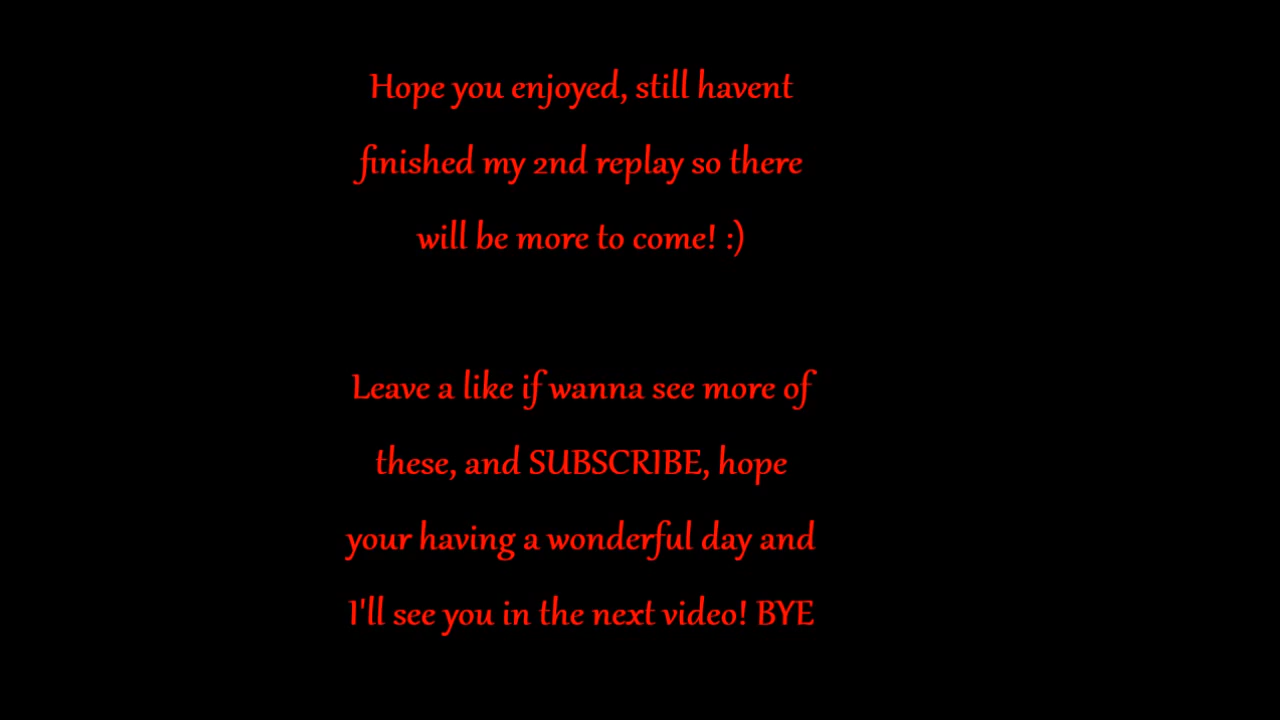 Hope you enjoyed, still havent
finished my 2nd replay so there
will be more to come! :)
Leave a like if wanna see more of
these, and SUBSCRIBE, hope
your having a wonderful day and
I'll see you in the next video! BYE